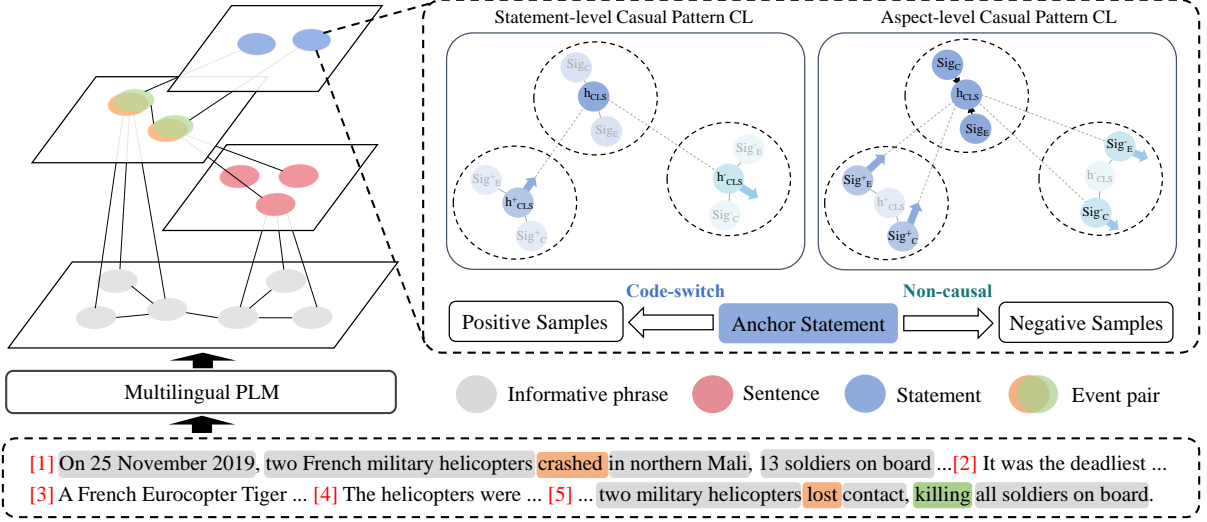 Statement-level Casual Pattern CL
Aspect-level Casual Pattern CL
Sig_C
h_CLS
Sig_E
Sig^+_E
h^+_CLS
Sig^+_C
Sig^-_E
h^-_CLS
Sig^-_C
Sig_C
h_CLS
Sig_E
Sig^+_E
h^+_CLS
Sig^+_C
Sig^-_E
h^-_CLS
Sig^-_C
Code-switch
Non-causal
Positive Samples
Anchor Statement
Negative Samples
Multilingual PLM
Informative phrase
Sentence
Statement
Event pair
[1] On 25 November 2019, two French military helicopters crashed in northern Mali, 13 soldiers on board ...[2] It was the deadliest ...
[3] A French Eurocopter Tiger ... [4] The helicopters were ... [5] ... two military helicopters lost contact, killing all soldiers on board.